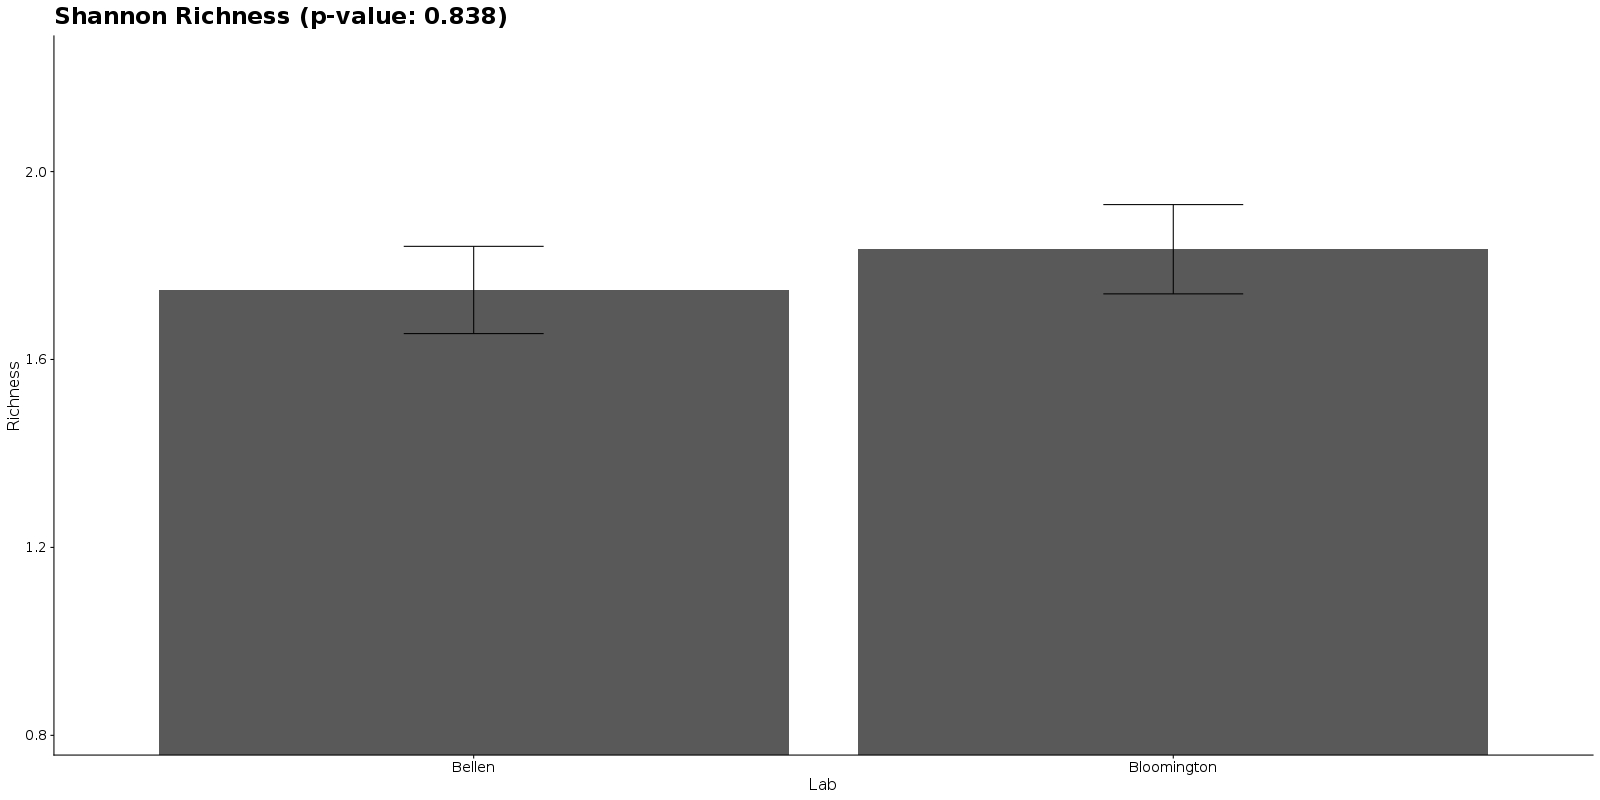 Shannon Richness (p-value: 0.838)
2.0
1.6
1.2
0.8
Richness
Bellen
Bloomington
Lab